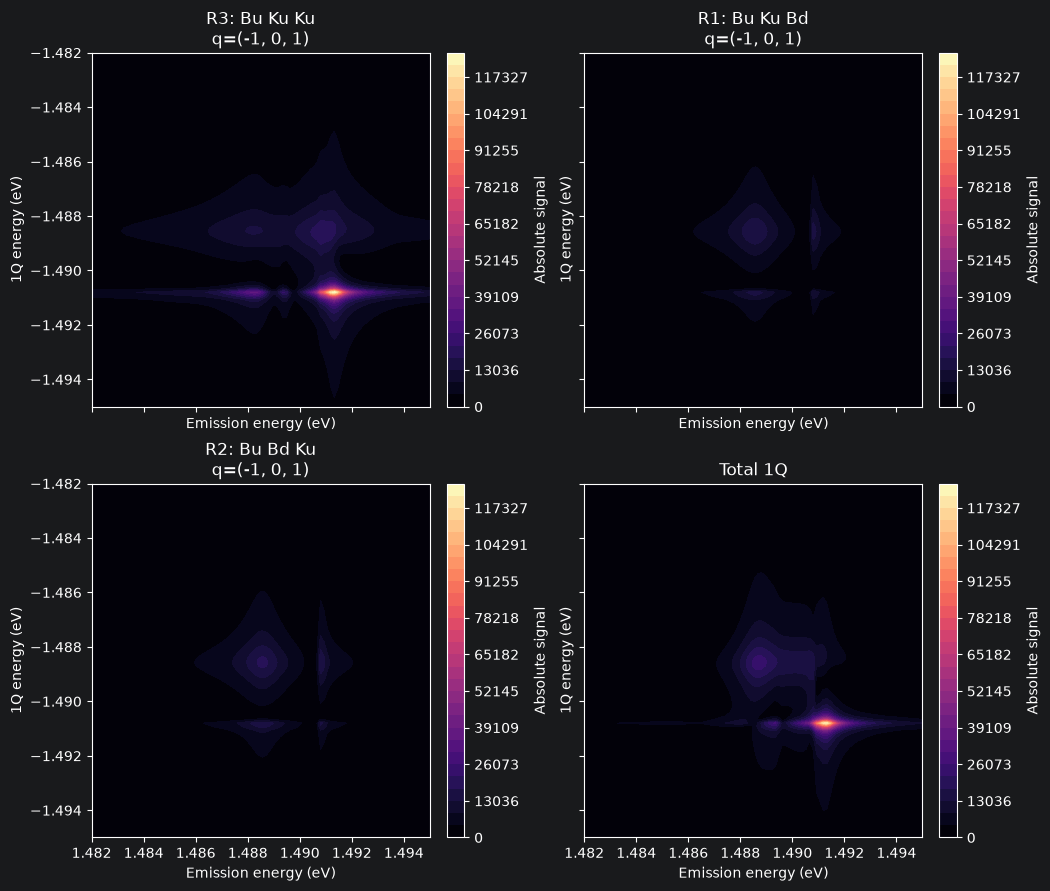 R3: Bu Ku Ku
q=(-1, 0, 1)
−1.482
−1.484
−1.486
−1.488
−1.490
−1.492
−1.494
1Q energy (eV)
Emission energy (eV)
117327
104291
91255
78218
65182
52145
39109
26073
13036
0
Absolute signal
R1: Bu Ku Bd
q=(-1, 0, 1)
1Q energy (eV)
Emission energy (eV)
117327
104291
91255
78218
65182
52145
39109
26073
13036
0
Absolute signal
R2: Bu Bd Ku
q=(-1, 0, 1)
−1.482
−1.484
−1.486
−1.488
−1.490
−1.492
−1.494
1Q energy (eV)
1.482 1.484 1.486 1.488 1.490 1.492 1.494
Emission energy (eV)
117327
104291
91255
78218
65182
52145
39109
26073
13036
0
Absolute signal
Total 1Q
1Q energy (eV)
1.482 1.484 1.486 1.488 1.490 1.492 1.494
Emission energy (eV)
117327
104291
91255
78218
65182
52145
39109
26073
13036
0
Absolute signal